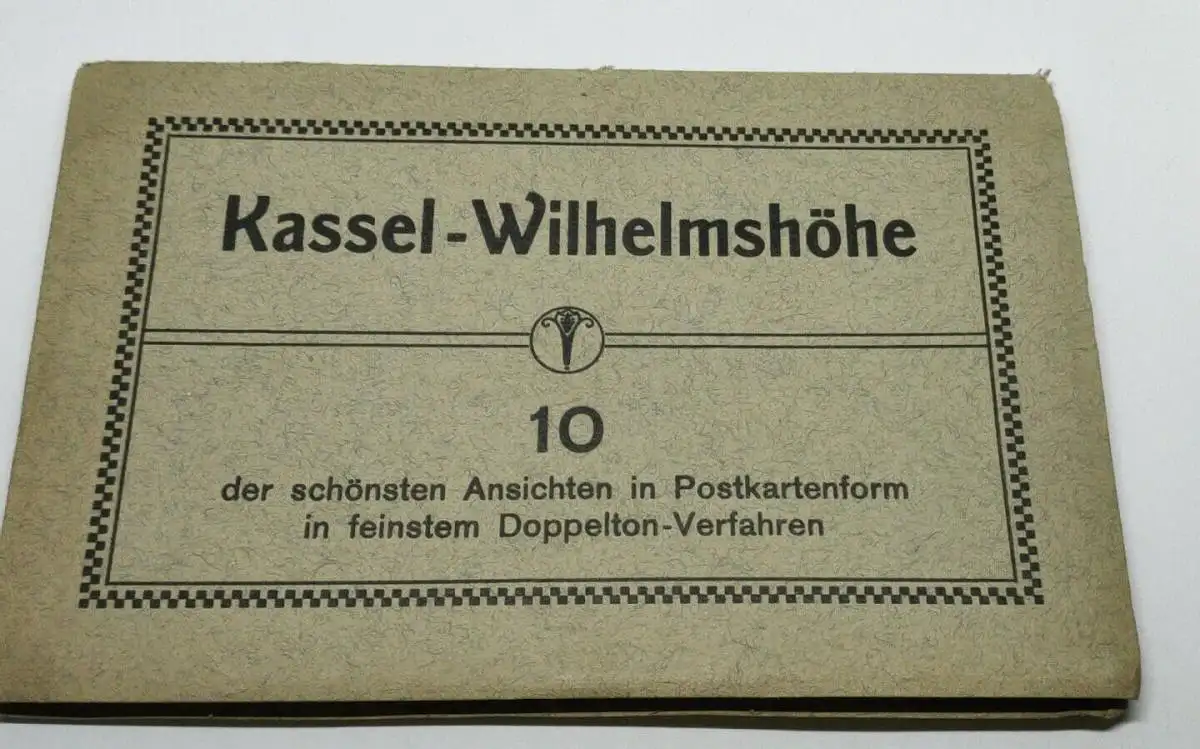 Kassel-Wilhelmshöhe
10
der schönsten Ansichten in Postkartenform
in feinstem Doppelton-Verfahren